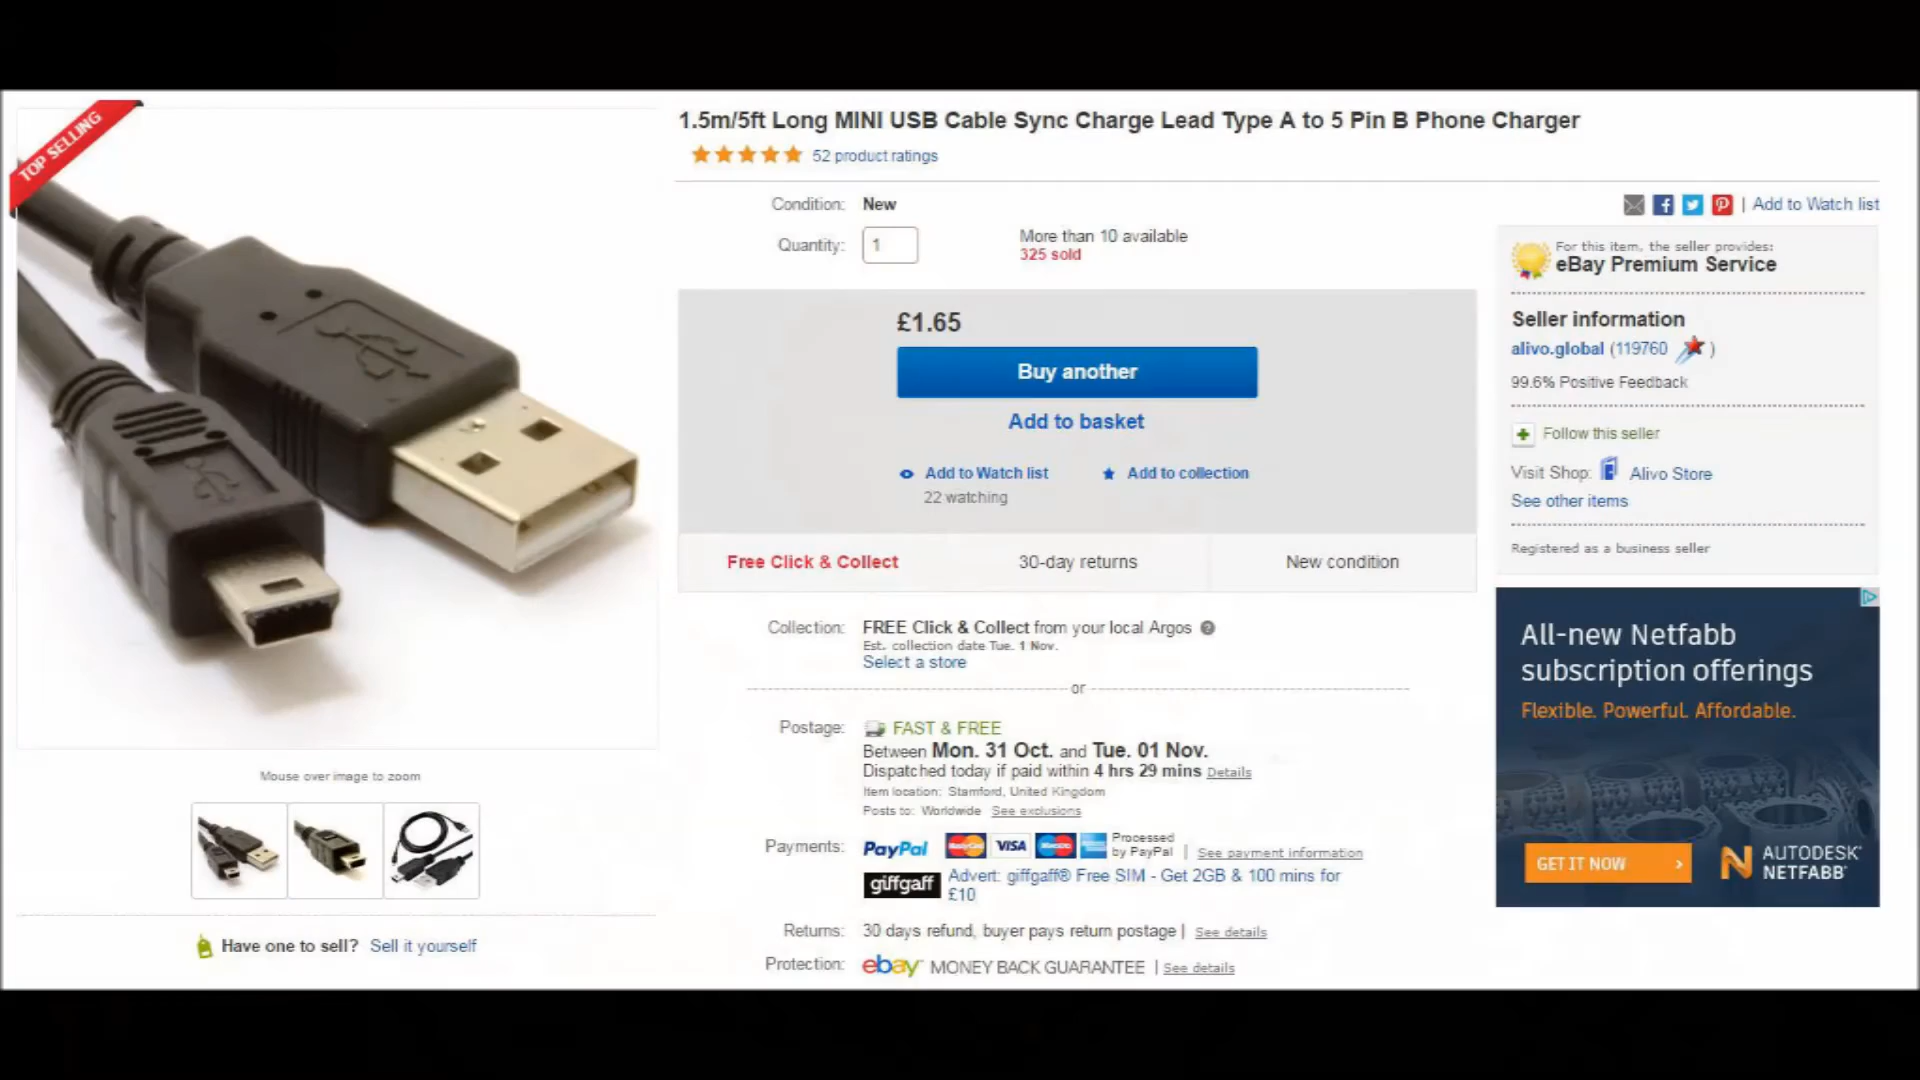 TOP SELLING
1.5m/5ft Long MINI USB Cable Sync Charge Lead Type A to 5 Pin B Phone Charger
52 product ratings
Condition: New
Quantity: 1
More than 10 available
325 sold
£1.65
Buy another
Add to basket
Add to Watch list
Add to collection
22 watching
Free Click & Collect
30-day returns
New condition
Collection: FREE Click & Collect from your local Argos ?
Est. collection date Tue. 1 Nov.
Select a store
or
Postage: FAST & FREE
Between Mon. 31 Oct. and Tue. 01 Nov.
Dispatched today if paid within 4 hrs 29 mins Details
Item location: Stamford, United Kingdom
Posts to: Worldwide See exclusions
Payments: PayPal MasterCard VISA Maestro Processed by PayPal | See payment information
giffgaff Advert: giffgaff® Free SIM - Get 2GB & 100 mins for
£10
Returns: 30 days refund, buyer pays return postage | See details
Protection: ebay™ MONEY BACK GUARANTEE | See details
Mouse over image to zoom
Have one to sell? Sell it yourself
| Add to Watch list
For this item, the seller provides:
eBay Premium Service
Seller information
alivo.global (119760 )
99.6% Positive Feedback
Follow this seller
Visit Shop: Alivo Store
See other items
Registered as a business seller
All-new Netfabb
subscription offerings
Flexible. Powerful. Affordable.
GET IT NOW >
AUTODESK®
NETFABB®